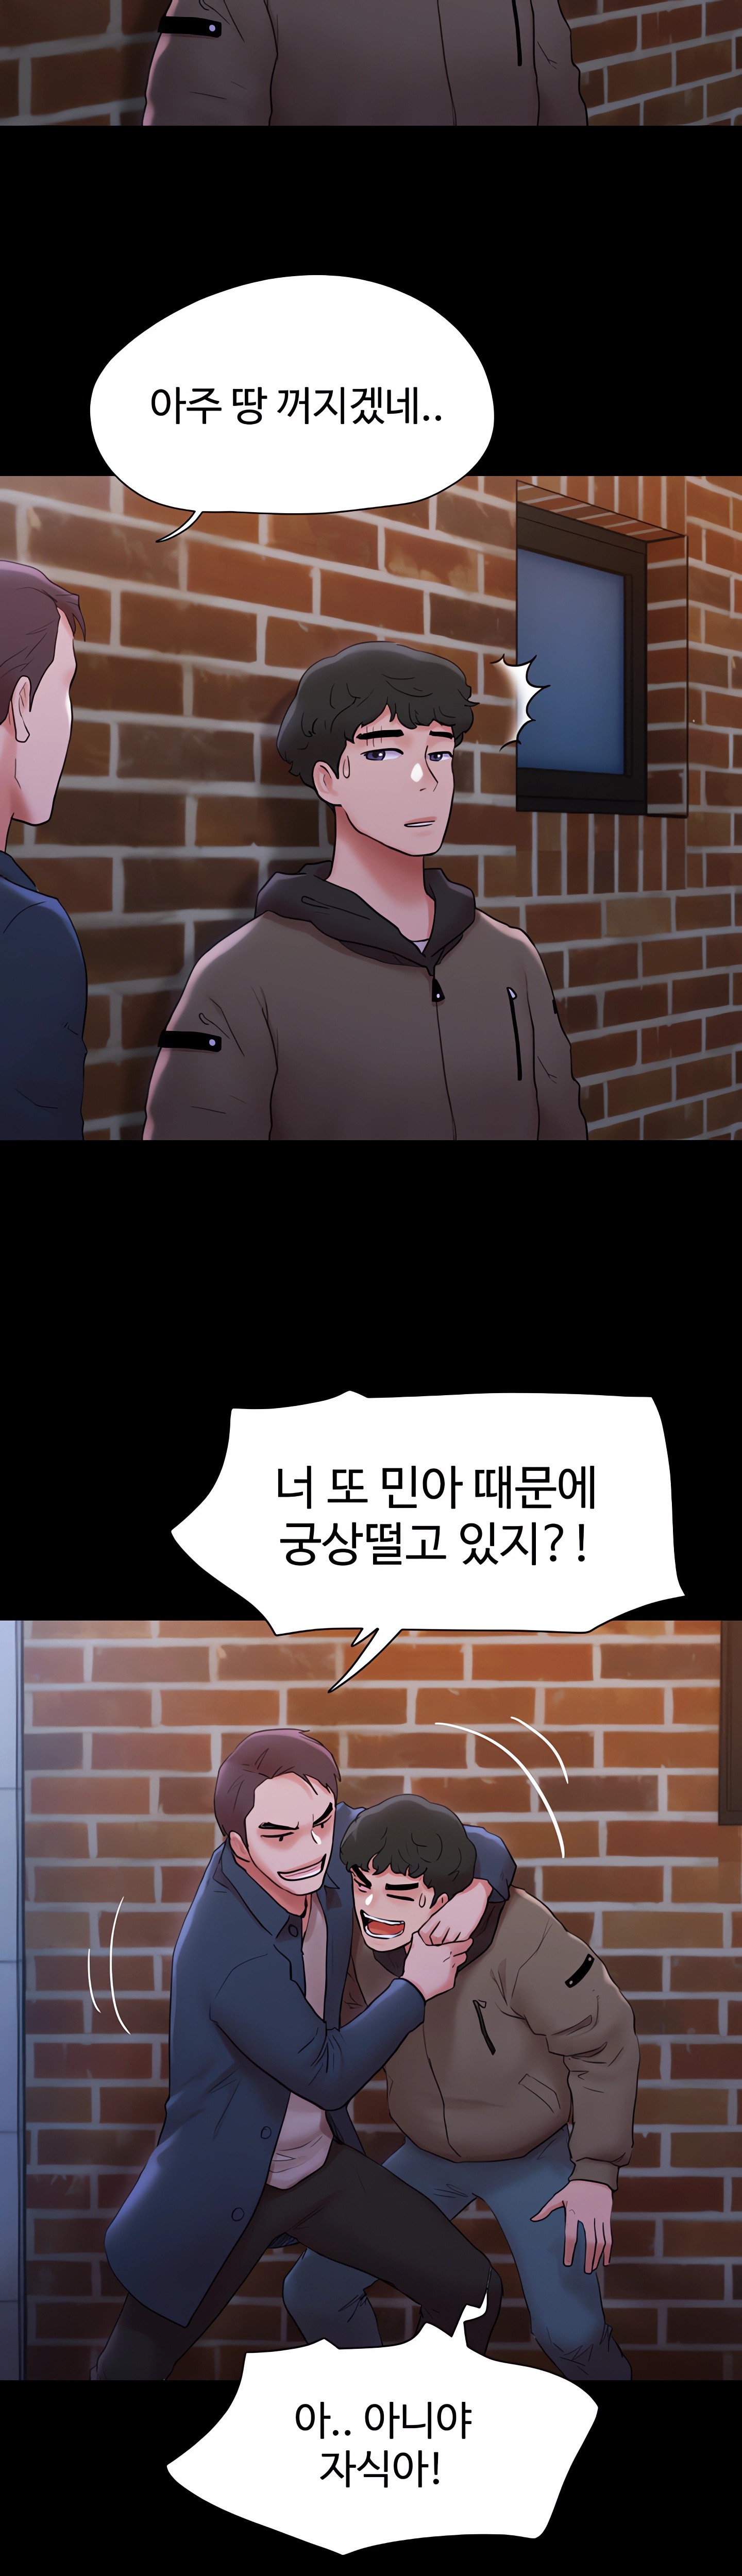 아주 땅 꺼지겠네..
너 또 민아 때문에
궁상떨고 있지?!
아.. 아니야
자식아!